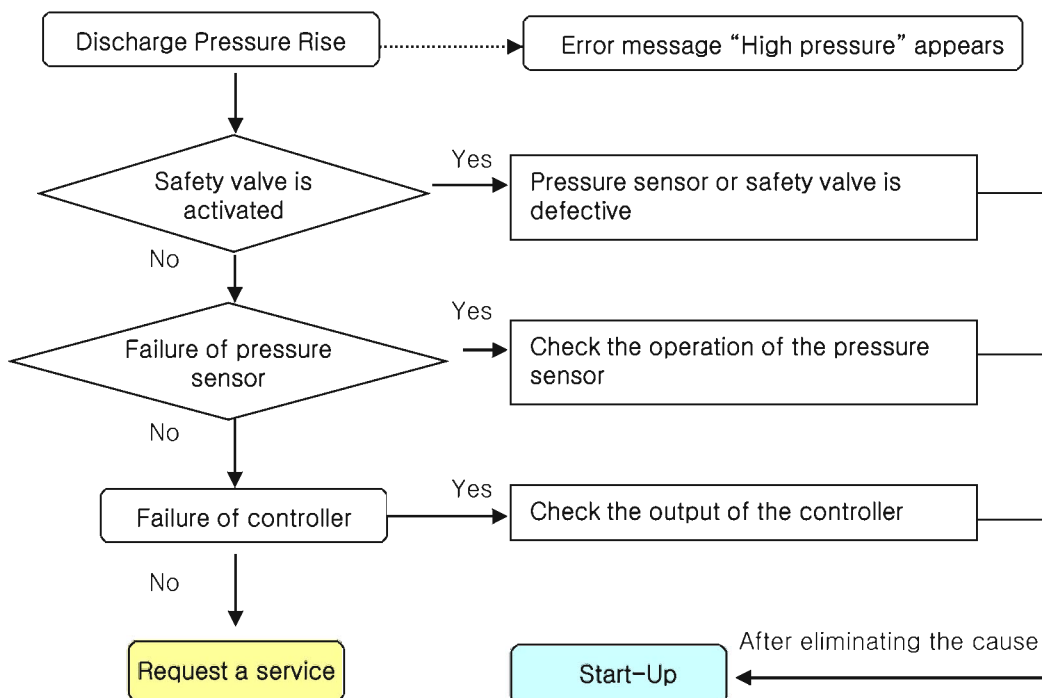 Discharge Pressure Rise
Error message “High pressure” appears
Safety valve is
activated
Yes
Pressure sensor or safety valve is
defective
No
Failure of pressure
sensor
Yes
Check the operation of the pressure
sensor
No
Failure of controller
Yes
Check the output of the controller
No
Request a service
Start-Up
After eliminating the cause